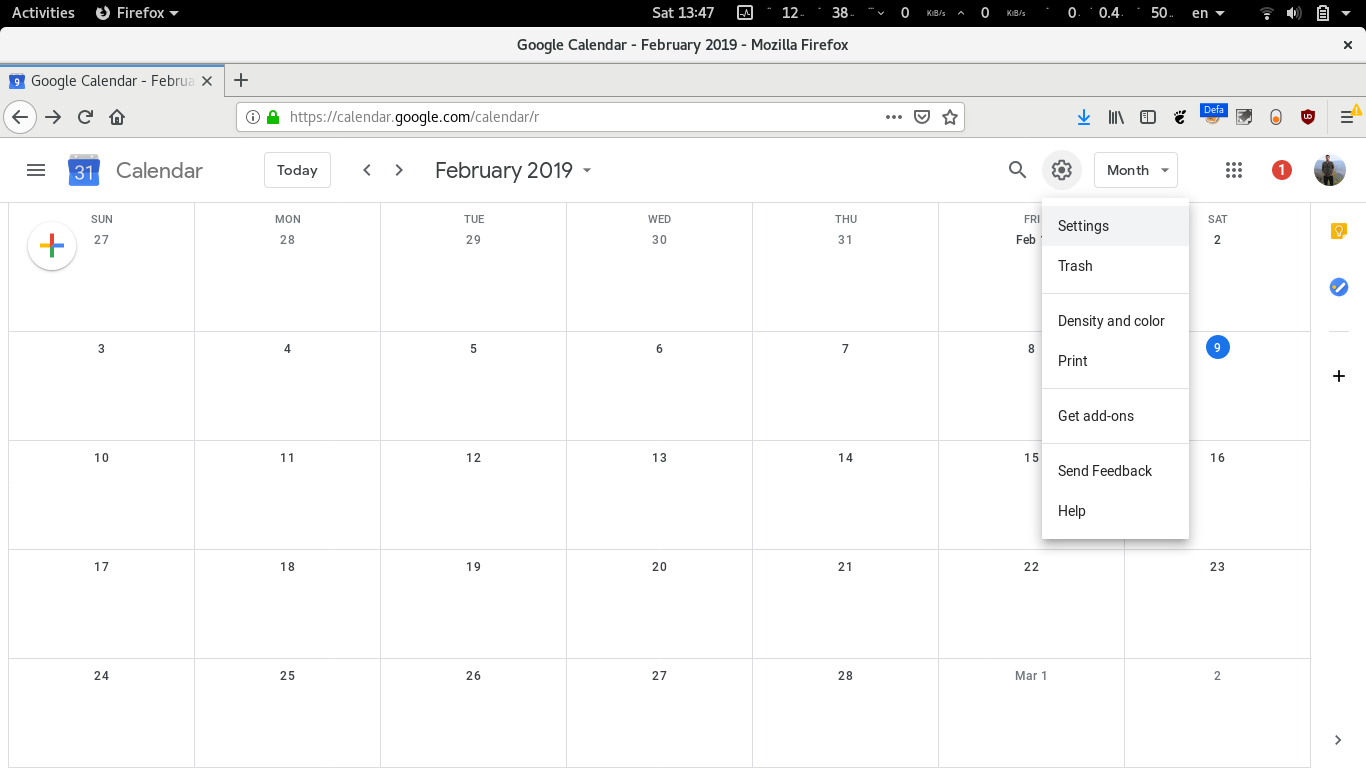 Activities Firefox Sat 13:47 12.. 38.. 0 KiB/s 0 KiB/s 0. 0.4. 50.. en
Google Calendar - February 2019 - Mozilla Firefox
Google Calendar - Februa
https://calendar.google.com/calendar/r Defa
31 Calendar Today February 2019 Month 1
SUN MON TUE WED THU FRI SAT
27 28 29 30 31 Feb 2
3 4 5 6 7 8 9
10 11 12 13 14 15 16
17 18 19 20 21 22 23
24 25 26 27 28 Mar 1 2
Settings
Trash
Density and color
Print
Get add-ons
Send Feedback
Help